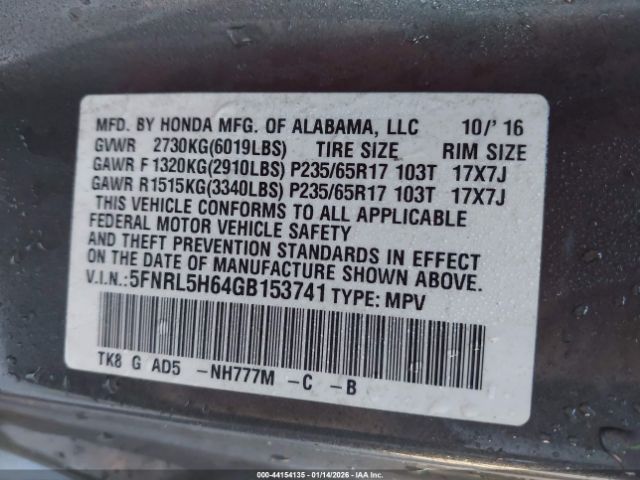 MFD. BY HONDA MFG. OF ALABAMA, LLC 10/' 16
GVWR 2730KG(6019LBS) TIRE SIZE RIM SIZE
GAWR F 1320KG(2910LBS) P235/65R17 103T 17X7J
GAWR R1515KG(3340LBS) P235/65R17 103T 17X7J
THIS VEHICLE CONFORMS TO ALL APPLICABLE
FEDERAL MOTOR VEHICLE SAFETY
AND THEFT PREVENTION STANDARDS IN EFFECT
ON THE DATE OF MANUFACTURE SHOWN ABOVE.
V.I.N.:5FNRL5H64GB153741 TYPE: MPV
TK8 G AD5 -NH777M -C -B
000-44154135 - 01/14/2026 - IAAI.COM